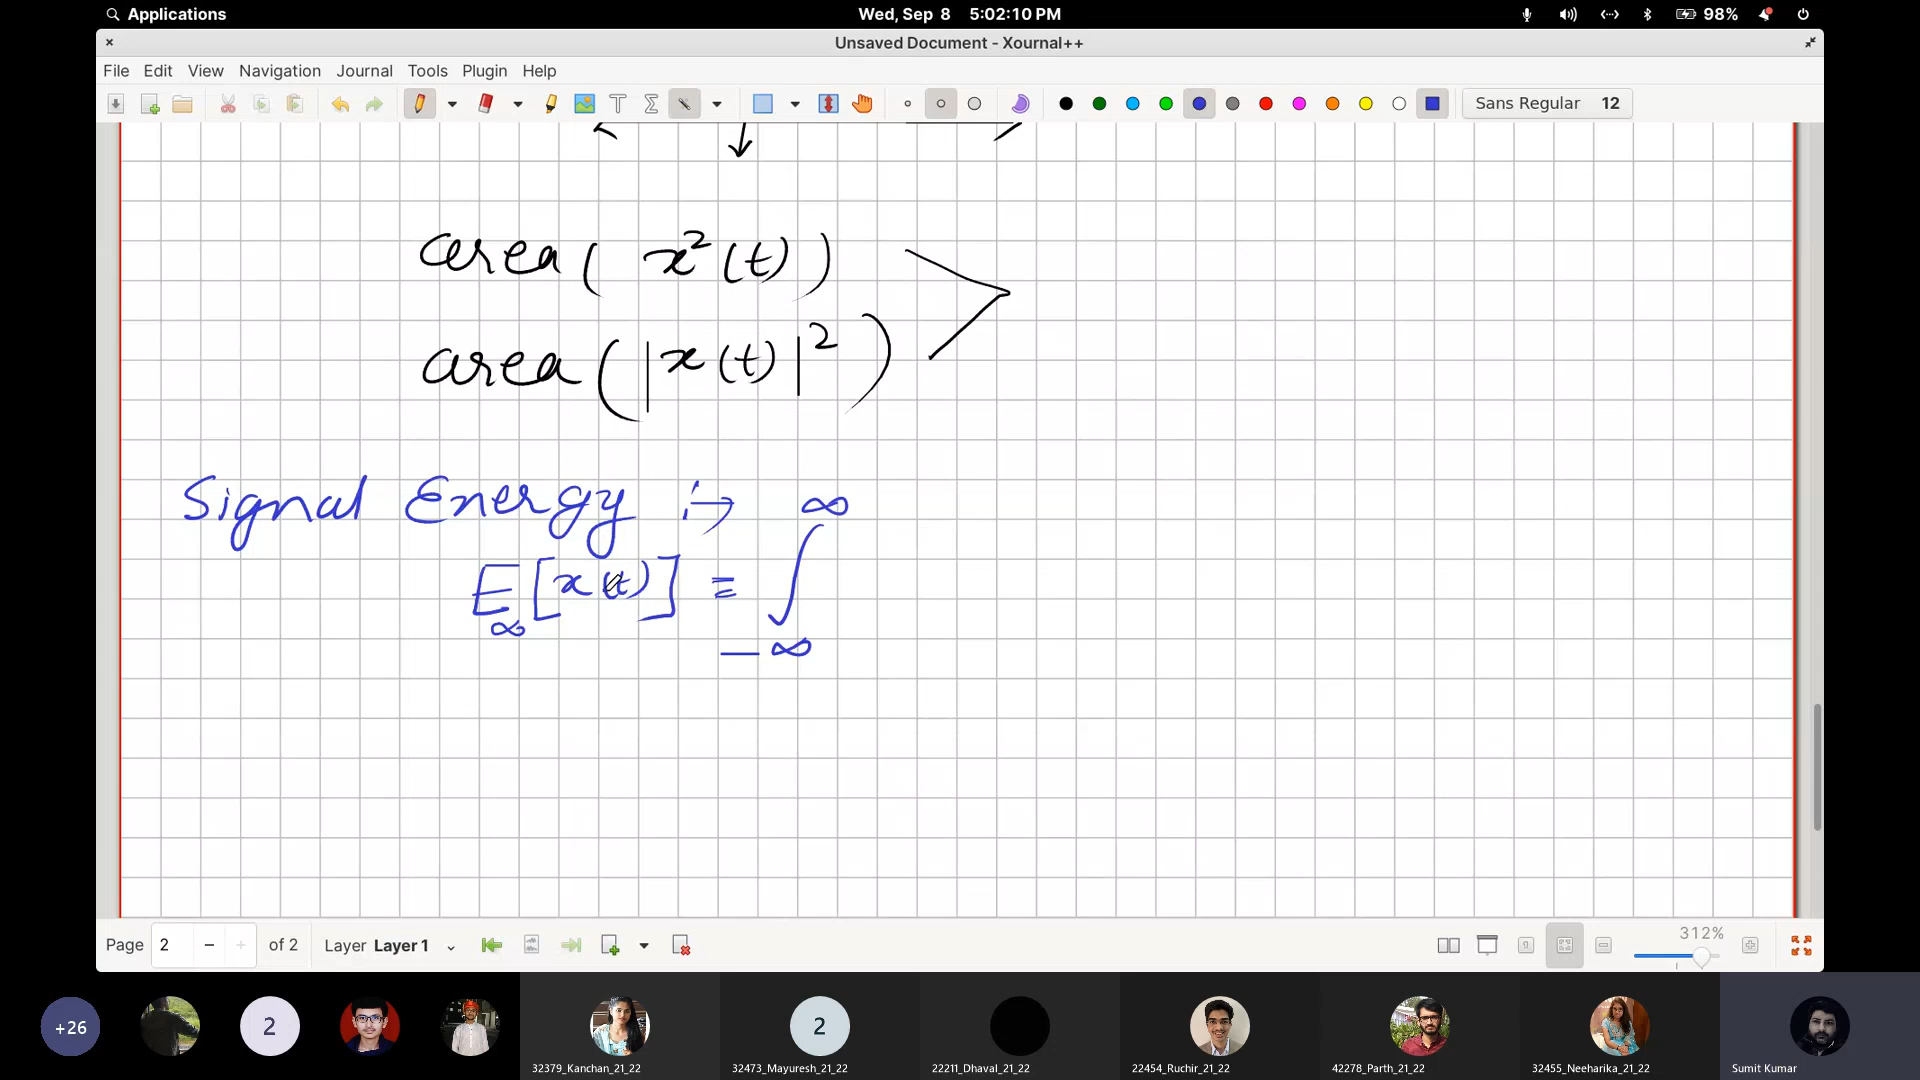 Applications
Wed, Sep 8 5:02:10 PM
98%
Unsaved Document - Xournal++
File Edit View Navigation Journal Tools Plugin Help
Sans Regular 12
area( x²(t) )
area(|x(t)|²)
Signal Energy :→
E∞[x(t)] = ∫_{-∞}^{∞}
Page 2 of 2 Layer Layer 1
312%
+26
2
2
32379_Kanchan_21_22
32473_Mayuresh_21_22
22211_Dhaval_21_22
22454_Ruchir_21_22
42278_Parth_21_22
32455_Neeharika_21_22
Sumit Kumar